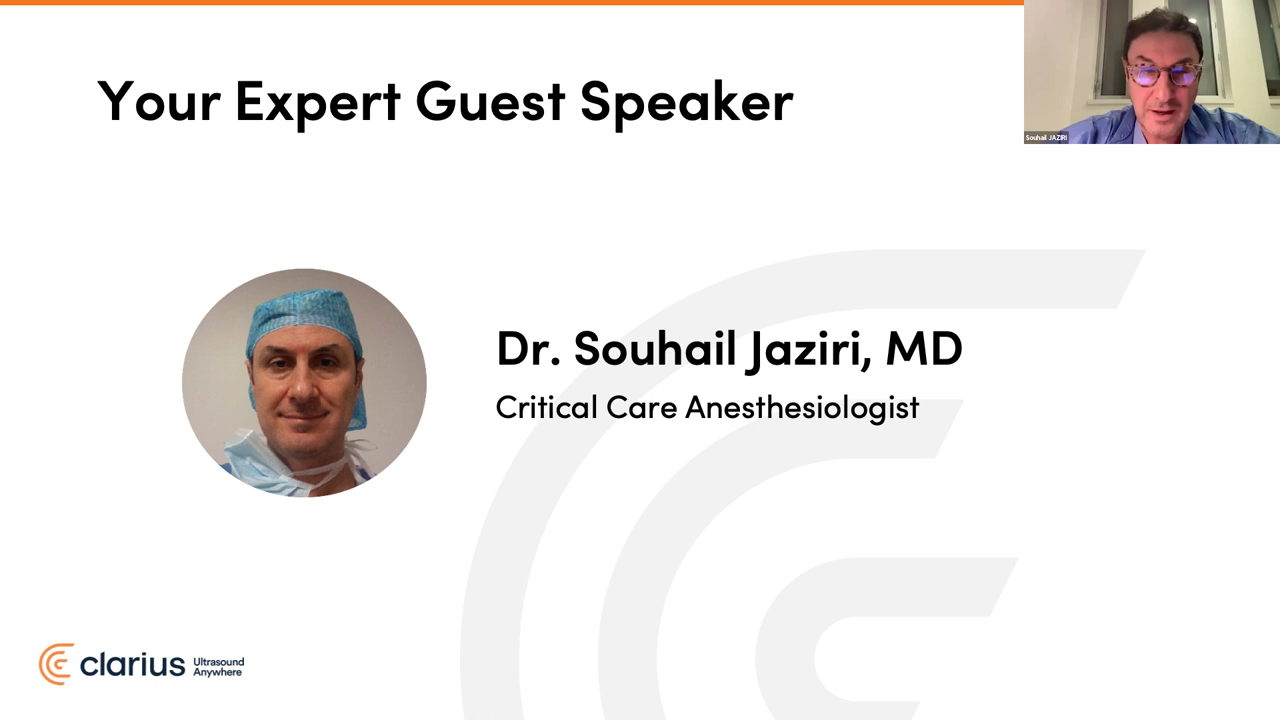 Your Expert Guest Speaker
Souhail JAZIRI
Dr. Souhail Jaziri, MD
Critical Care Anesthesiologist
clarius Ultrasound
Anywhere